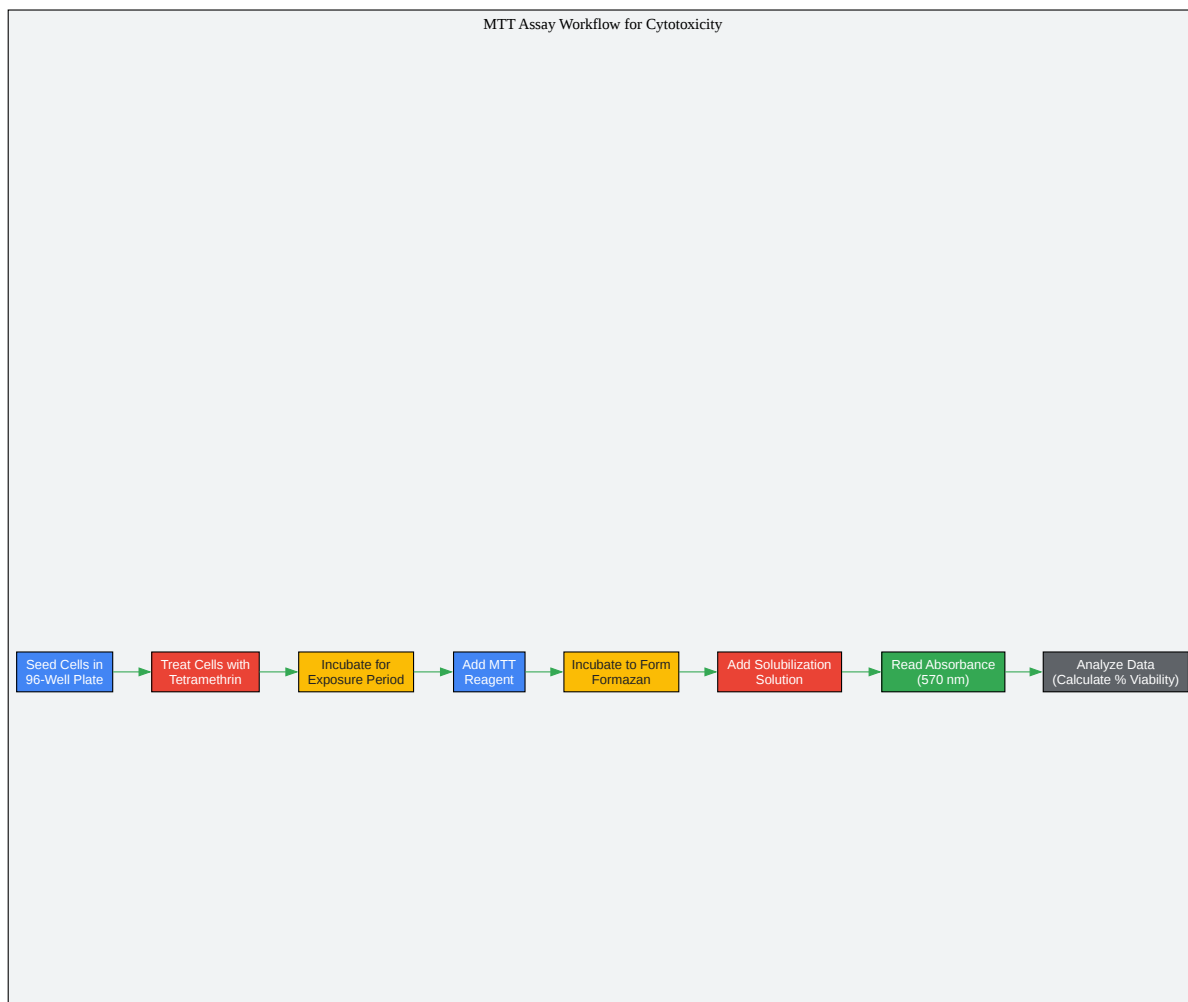 MTT Assay Workflow for Cytotoxicity
Seed Cells in
96-Well Plate
Treat Cells with
Tetramethrin
Incubate for
Exposure Period
Add MTT
Reagent
Incubate to Form
Formazan
Add Solubilization
Solution
Read Absorbance
(570 nm)
Analyze Data
(Calculate % Viability)